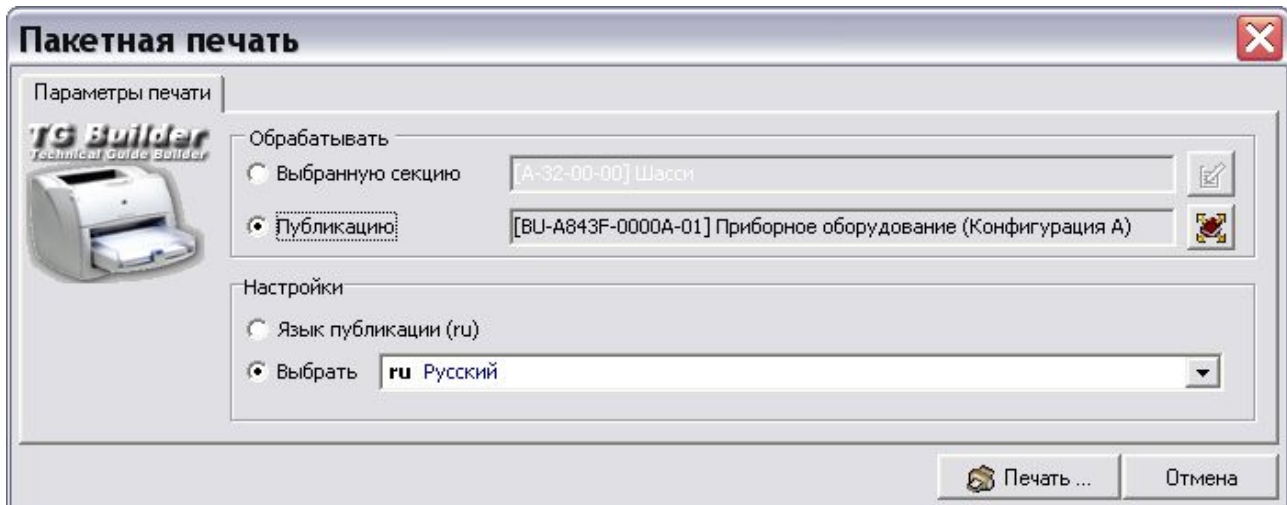 Пакетная печать
Параметры печати
TG Builder
Technical Guide Builder
Обрабатывать
Выбранную секцию [A-32-00-00] Шасси
Публикацию [BU-A843F-0000A-01] Приборное оборудование (Конфигурация А)
Настройки
Язык публикации (ru)
Выбрать ru Русский
Печать ... Отмена